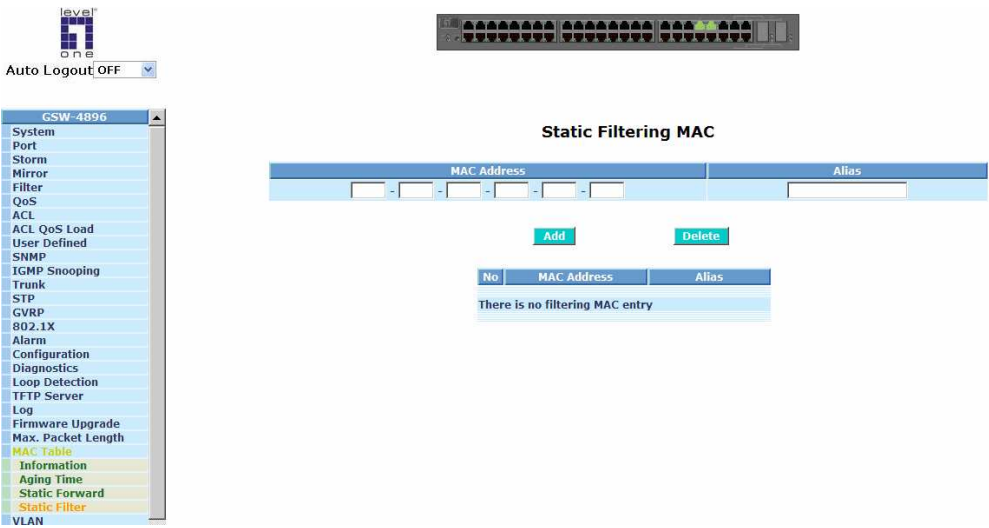 level
one
Auto Logout OFF
GSW-4896
System
Port
Storm
Mirror
Filter
QoS
ACL
ACL QoS Load
User Defined
SNMP
IGMP Snooping
Trunk
STP
GVRP
802.1X
Alarm
Configuration
Diagnostics
Loop Detection
TFTP Server
Log
Firmware Upgrade
Max. Packet Length
MAC Table
Information
Aging Time
Static Forward
Static Filter
VLAN
Static Filtering MAC
MAC Address Alias
- - - - -
Add Delete
No MAC Address Alias
There is no filtering MAC entry